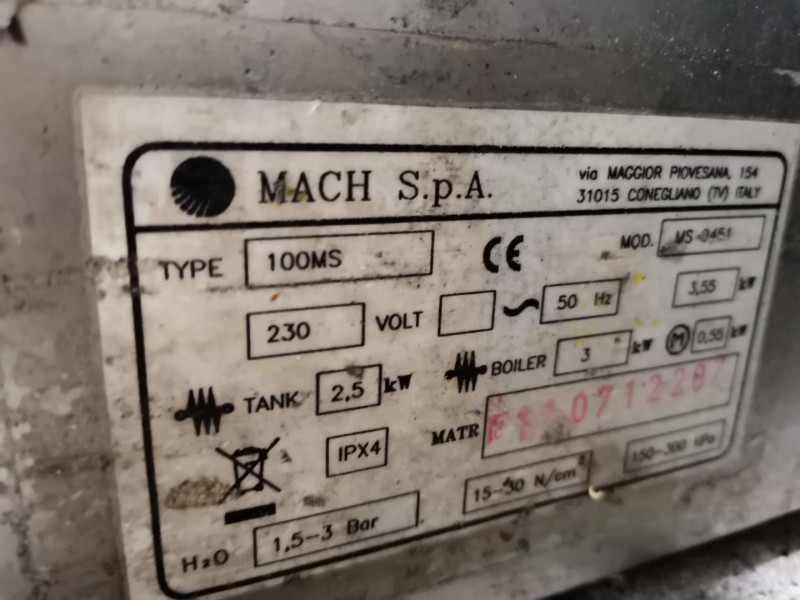 MACH S.p.A.
via MAGGIOR PIOVESANA, 154
31015 CONEGLIANO (TV) ITALY
TYPE 100MS CE MOD.
230 VOLT ~ 50 Hz 3,55 kW
TANK 2,5 kW BOILER 3 kW M 0,55 kW
IPX4 MATR
H₂O 1,5-3 Bar 15-30 N/cm² 150-300 kPa